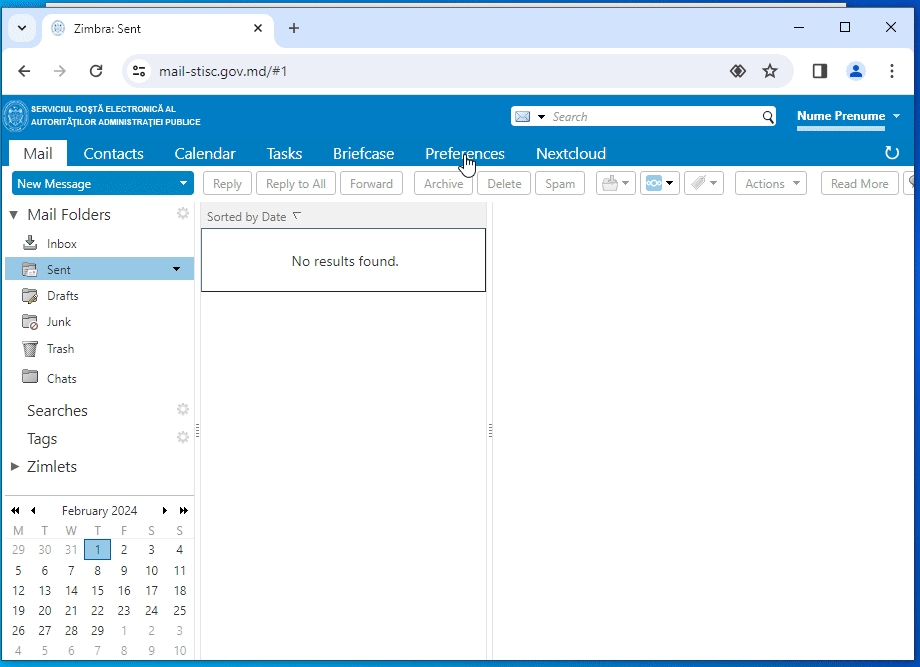 Zimbra: Sent
mail-stisc.gov.md/#1
SERVICIUL POŞTĂ ELECTRONICĂ AL
AUTORITĂŢILOR ADMINISTRAŢIEI PUBLICE
Search
Nume Prenume
Mail Contacts Calendar Tasks Briefcase Preferences Nextcloud
New Message Reply Reply to All Forward Archive Delete Spam Actions Read More
Mail Folders
Sorted by Date
Inbox
No results found.
Sent
Drafts
Junk
Trash
Chats
Searches
Tags
Zimlets
February 2024
M T W T F S S
29 30 31 1 2 3 4
5 6 7 8 9 10 11
12 13 14 15 16 17 18
19 20 21 22 23 24 25
26 27 28 29 1 2 3
4 5 6 7 8 9 10